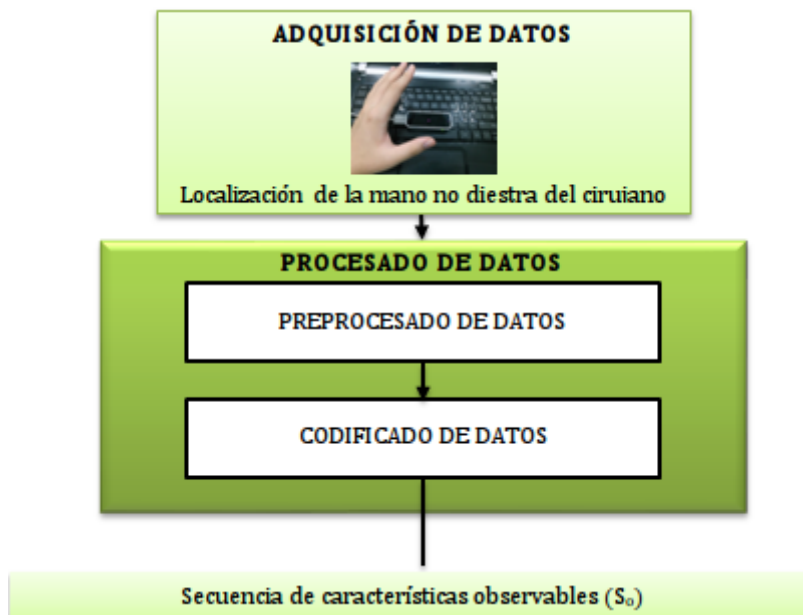 ADQUISICIÓN DE DATOS
Localización de la mano no diestra del cirujano
PROCESADO DE DATOS
PREPROCESADO DE DATOS
CODIFICADO DE DATOS
Secuencia de características observables (Sₒ)